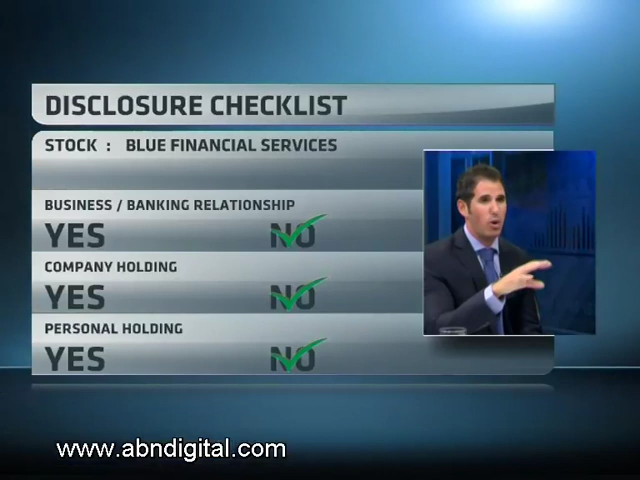 DISCLOSURE CHECKLIST
STOCK : BLUE FINANCIAL SERVICES
BUSINESS / BANKING RELATIONSHIP
YES NO
COMPANY HOLDING
YES NO
PERSONAL HOLDING
YES NO
www.abndigital.com